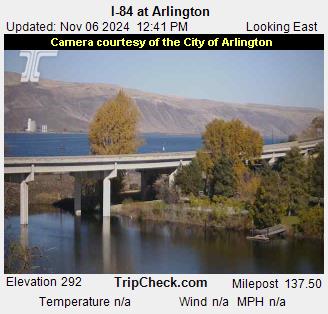 I-84 at Arlington
Updated: Nov 06 2024 12:41 PM Looking East
Camera courtesy of the City of Arlington
Elevation 292 TripCheck.com Milepost 137.50
Temperature n/a Wind n/a MPH n/a